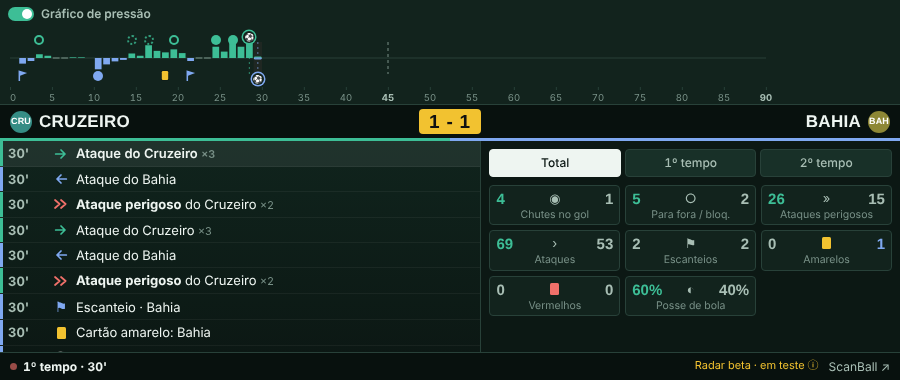 Gráfico de pressão
0 5 10 15 20 25 30 35 40 45 50 55 60 65 70 75 80 85 90
CRU CRUZEIRO 1 - 1 BAHIA BAH
30' Ataque do Cruzeiro ×3
30' Ataque do Bahia
30' Ataque perigoso do Cruzeiro ×2
30' Ataque do Cruzeiro ×3
30' Ataque do Bahia
30' Ataque perigoso do Cruzeiro ×2
30' Escanteio · Bahia
30' Cartão amarelo: Bahia
Total 1º tempo 2º tempo
4 1 5 2 26 15
Chutes no gol Para fora / bloq. Ataques perigosos
69 53 2 2 0 1
Ataques Escanteios Amarelos
0 0 60% 40%
Vermelhos Posse de bola
1º tempo · 30' Radar beta · em teste ⓘ ScanBall ↗